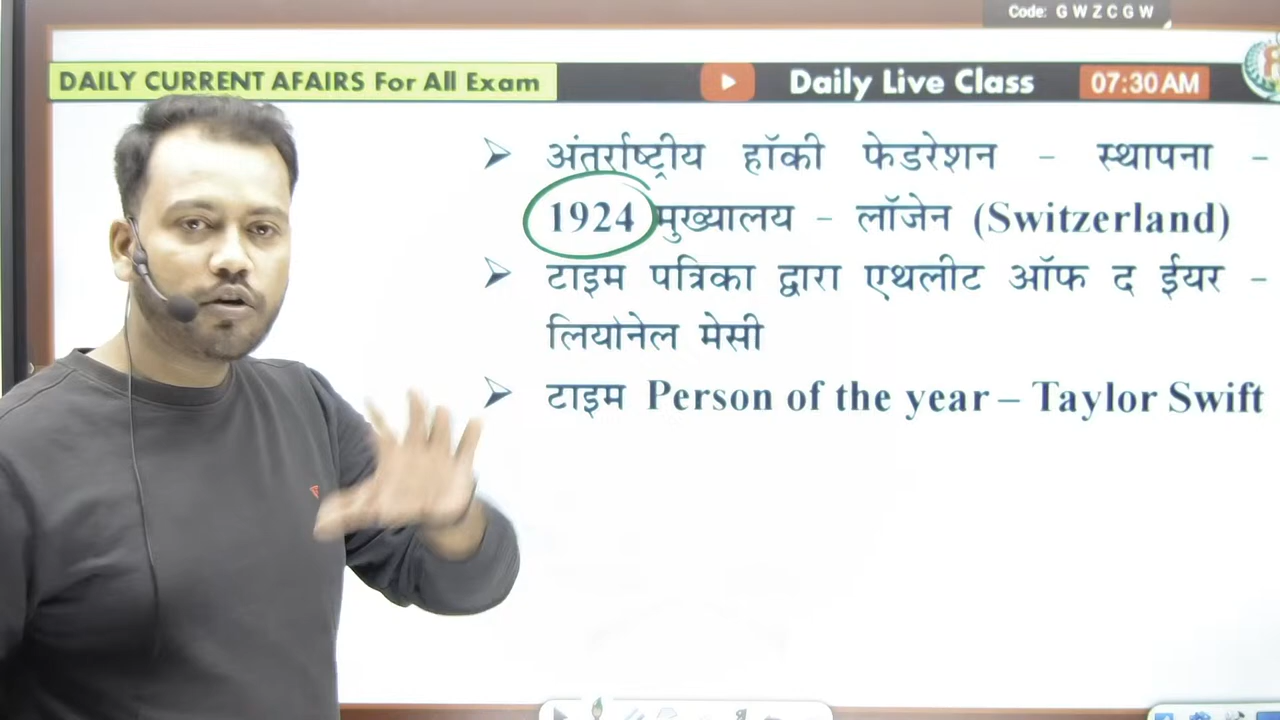 Code: G W Z C G W
DAILY CURRENT AFAIRS For All Exam
Daily Live Class 07:30 AM
➢ अंतर्राष्ट्रीय हॉकी फेडरेशन – स्थापना –
1924 मुख्यालय – लॉजेन (Switzerland)
➢ टाइम पत्रिका द्वारा एथलीट ऑफ द ईयर –
लियोनेल मेसी
➢ टाइम Person of the year – Taylor Swift